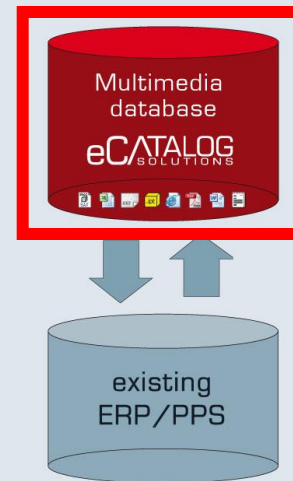 Multimedia
database
eCATALOG
SOLUTIONS
existing
ERP/PPS